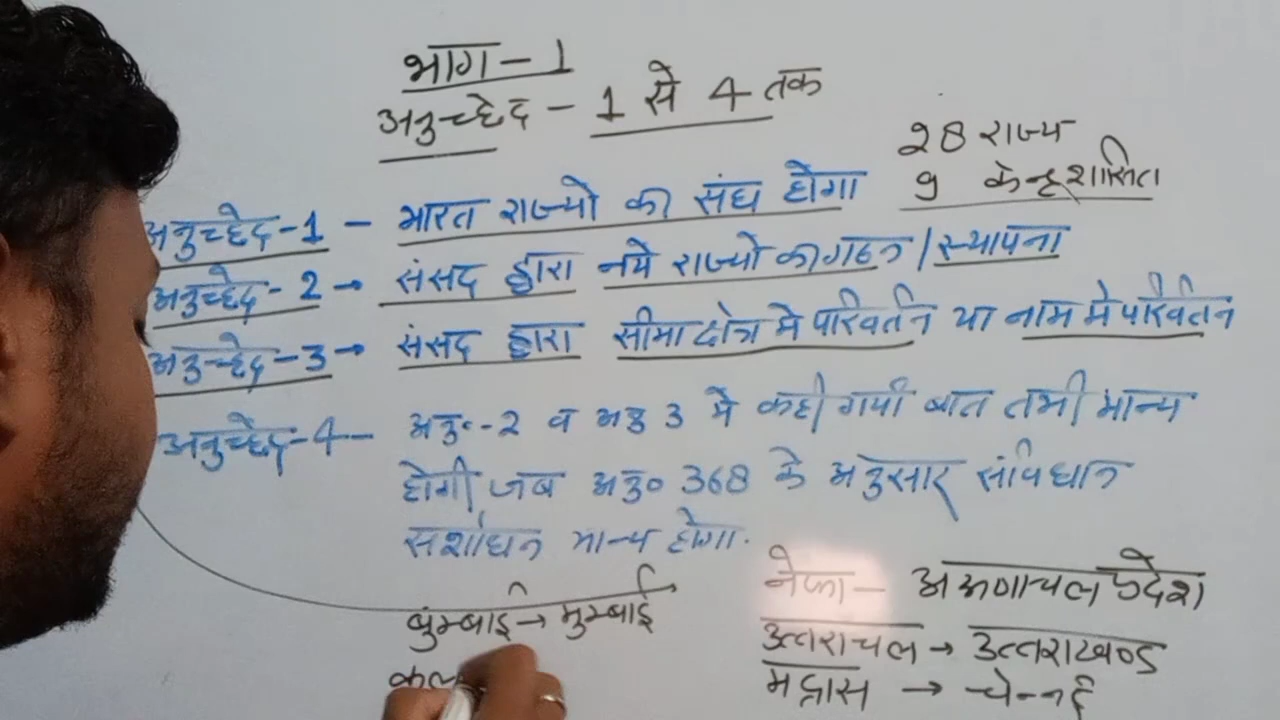 भाग - 1
अनुच्छेद - 1 से 4 तक
28 राज्य
9 केन्द्र शासित
अनुच्छेद-1 - भारत राज्यो की संघ होगा
अनुच्छेद-2 → संसद द्वारा नये राज्यो का गठन / स्थापना
अनुच्छेद-3 → संसद द्वारा सीमा क्षेत्र मे परिवर्तन या नाम मे परिवर्तन
अनुच्छेद-4- अनु०-2 व अनु 3 मे कही गयी बात तभी मान्य
होगी जब अनु० 368 के अनुसार संविधान
सशोंधन मान्य होगा.
बुम्बाई → मुम्बाई
कल
नेफा - अरूणाचल प्रदेश
उत्तराचल → उत्तराखण्ड
मद्रास → चेन्नई